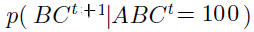 p( BC^{t+1}|ABC^t = 100 )